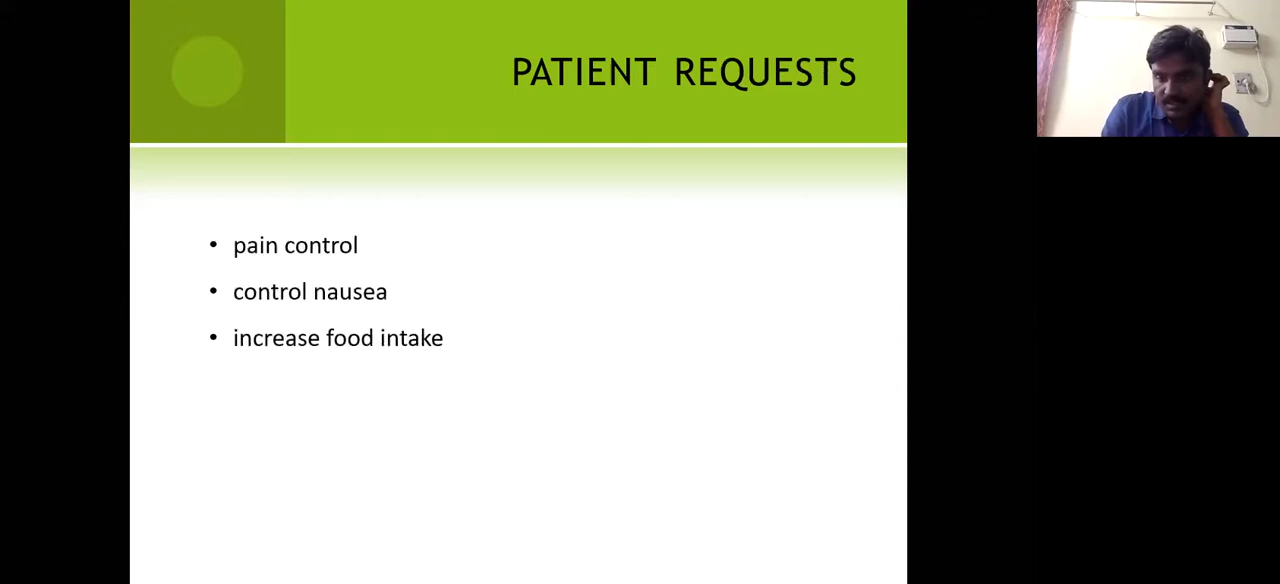 PATIENT REQUESTS
• pain control
• control nausea
• increase food intake